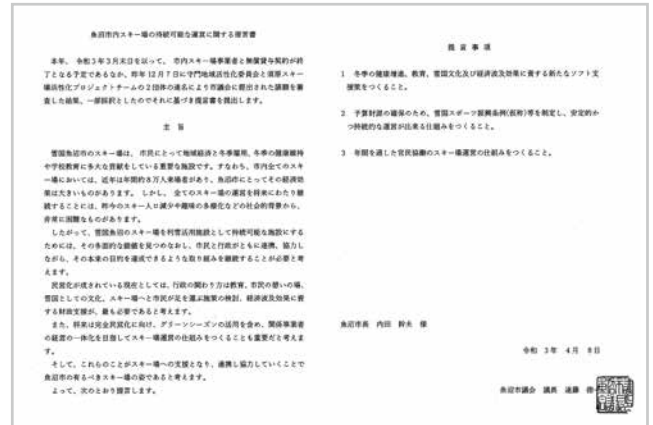 魚沼市内スキー場の持続可能な運営に関する提言書
本年、令和3年3月末日を以って、市内スキー場事業者と無償貸与契約が終
了となる予定であるなか、昨年12月7日に守門地域活性化委員会と須原スキー
場活性化プロジェクトチームの2団体の連名により市議会に提出された請願を審
査した結果、一部採択としたのでそれに基づき提言書を提出します。
主 旨
雪国魚沼市のスキー場は、市民にとって地域経済と冬季雇用、冬季の健康維持
や学校教育に多大な貢献をしている重要な施設です。すなわち、市内全てのスキ
ー場においては、近年は年間約8万人来場者があり、魚沼市にとってその経済効
果は大きいものがあります。しかし、全てのスキー場の運営を将来にわたり継
続することには、昨今のスキー人口減少や趣味の多様化などの社会的背景から、
非常に困難なものがあります。
したがって、雪国魚沼のスキー場を利雪活用施設として持続可能な施設にする
ためには、その多面的な価値を見つめなおし、市民と行政がともに連携、協力し
ながら、その本来の目的を達成できるような取り組みを継続することが必要と考
えます。
民営化が成されている現在としては、行政の関わり方は教育、市民の憩いの場、
雪国としての文化、スキー場へと市民が足を運ぶ施策の検討、経済波及効果に資
する財政支援が、最も必要であると考えます。
また、将来は完全民営化に向け、グリーンシーズンの活用を含め、関係事業者
の経営の一体化を目指してスキー場運営の仕組みをつくることも重要だと考えま
す。
そして、これらのことがスキー場への支援となり、連携し協力していくことで
魚沼市の有るべきスキー場の姿であると考えます。
よって、次のとおり提言します。
提 言 事 項
1 冬季の健康増進、教育、雪国文化及び経済波及効果に資する新たなソフト支
援策をつくること。
2 予算財源の確保のため、雪国スポーツ振興条例(仮称)等を制定し、安定的か
つ持続的な運営が出来る仕組みをつくること。
3 年間を通した官民協働のスキー場運営の仕組みをつくること。
魚沼市長 内田 幹夫 様
令和 3年 4月 8日
魚沼市議会 議長 遠藤